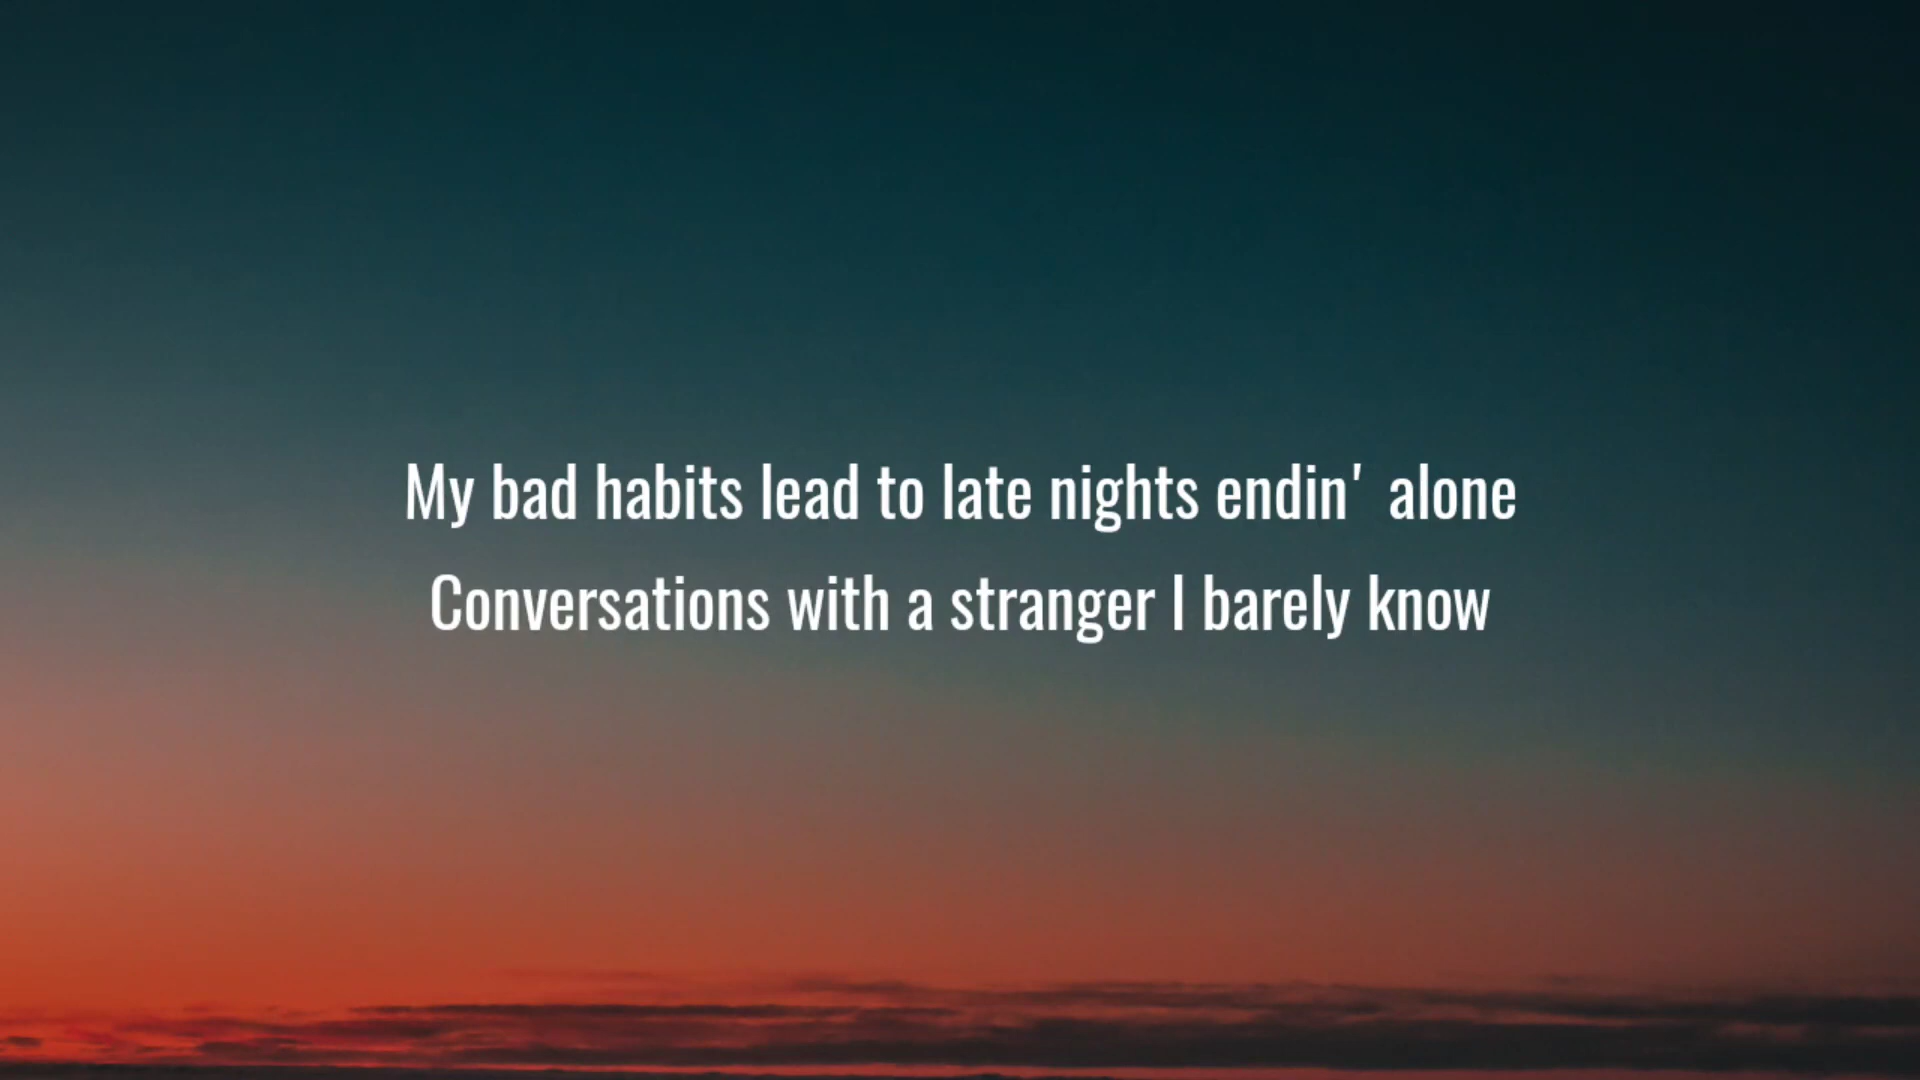 My bad habits lead to late nights endin' alone
Conversations with a stranger I barely know